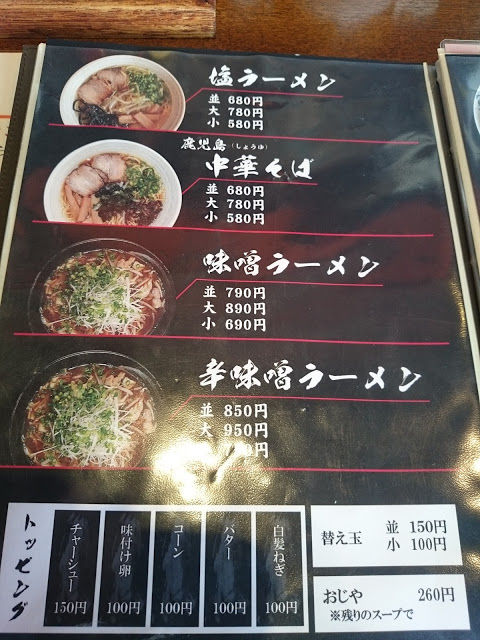 塩ラーメン
並 680円
大 780円
小 580円
鹿児島(しょうゆ)
中華そば
並 680円
大 780円
小 580円
味噌ラーメン
並 790円
大 890円
小 690円
辛味噌ラーメン
並 850円
大 950円
円
トッピング
チャーシュー
150円
味付け卵
100円
コーン
100円
バター
100円
白髪ねぎ
100円
替え玉
並 150円
小 100円
おじや 260円
※残りのスープで